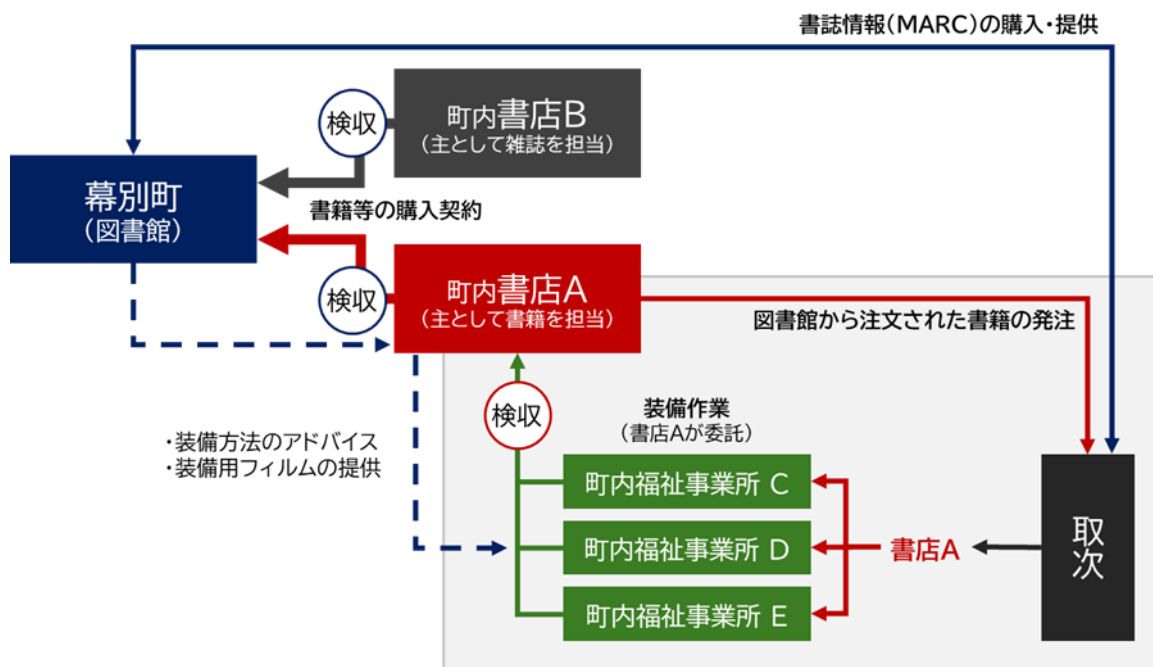 書誌情報(MARC)の購入・提供
検収
町内書店B
(主として雑誌を担当)
幕別町
(図書館)
書籍等の購入契約
検収
町内書店A
(主として書籍を担当)
図書館から注文された書籍の発注
検収
装備作業
(書店Aが委託)
・装備方法のアドバイス
・装備用フィルムの提供
町内福祉事業所 C
町内福祉事業所 D
町内福祉事業所 E
書店A
取次